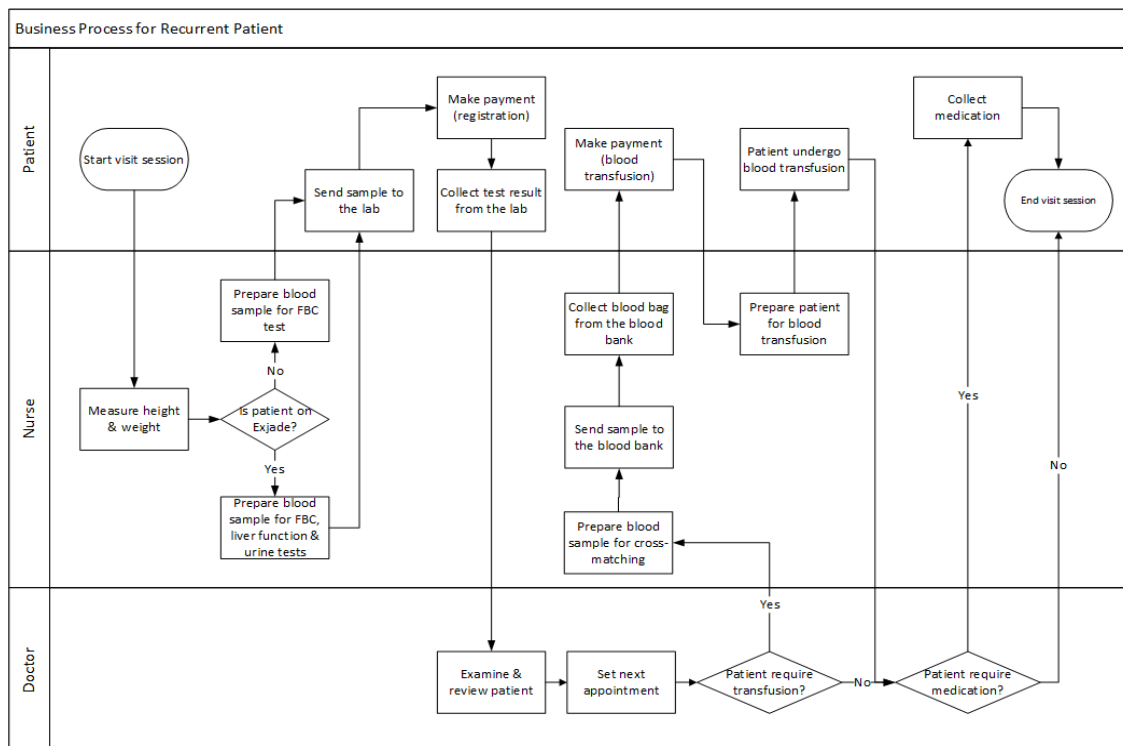 Business Process for Recurrent Patient
Patient
Start visit session
Send sample to
the lab
Make payment
(registration)
Collect test result
from the lab
Make payment
(blood
transfusion)
Patient undergo
blood transfusion
Collect
medication
End visit session
Nurse
Measure height
& weight
Is patient on
Exjade?
No
Prepare blood
sample for FBC
test
Yes
Prepare blood
sample for FBC,
liver function &
urine tests
Collect blood bag
from the blood
bank
Send sample to
the blood bank
Prepare blood
sample for cross-
matching
Prepare patient
for blood
transfusion
Yes
No
Doctor
Examine &
review patient
Set next
appointment
Patient require
transfusion?
Yes
No
Patient require
medication?